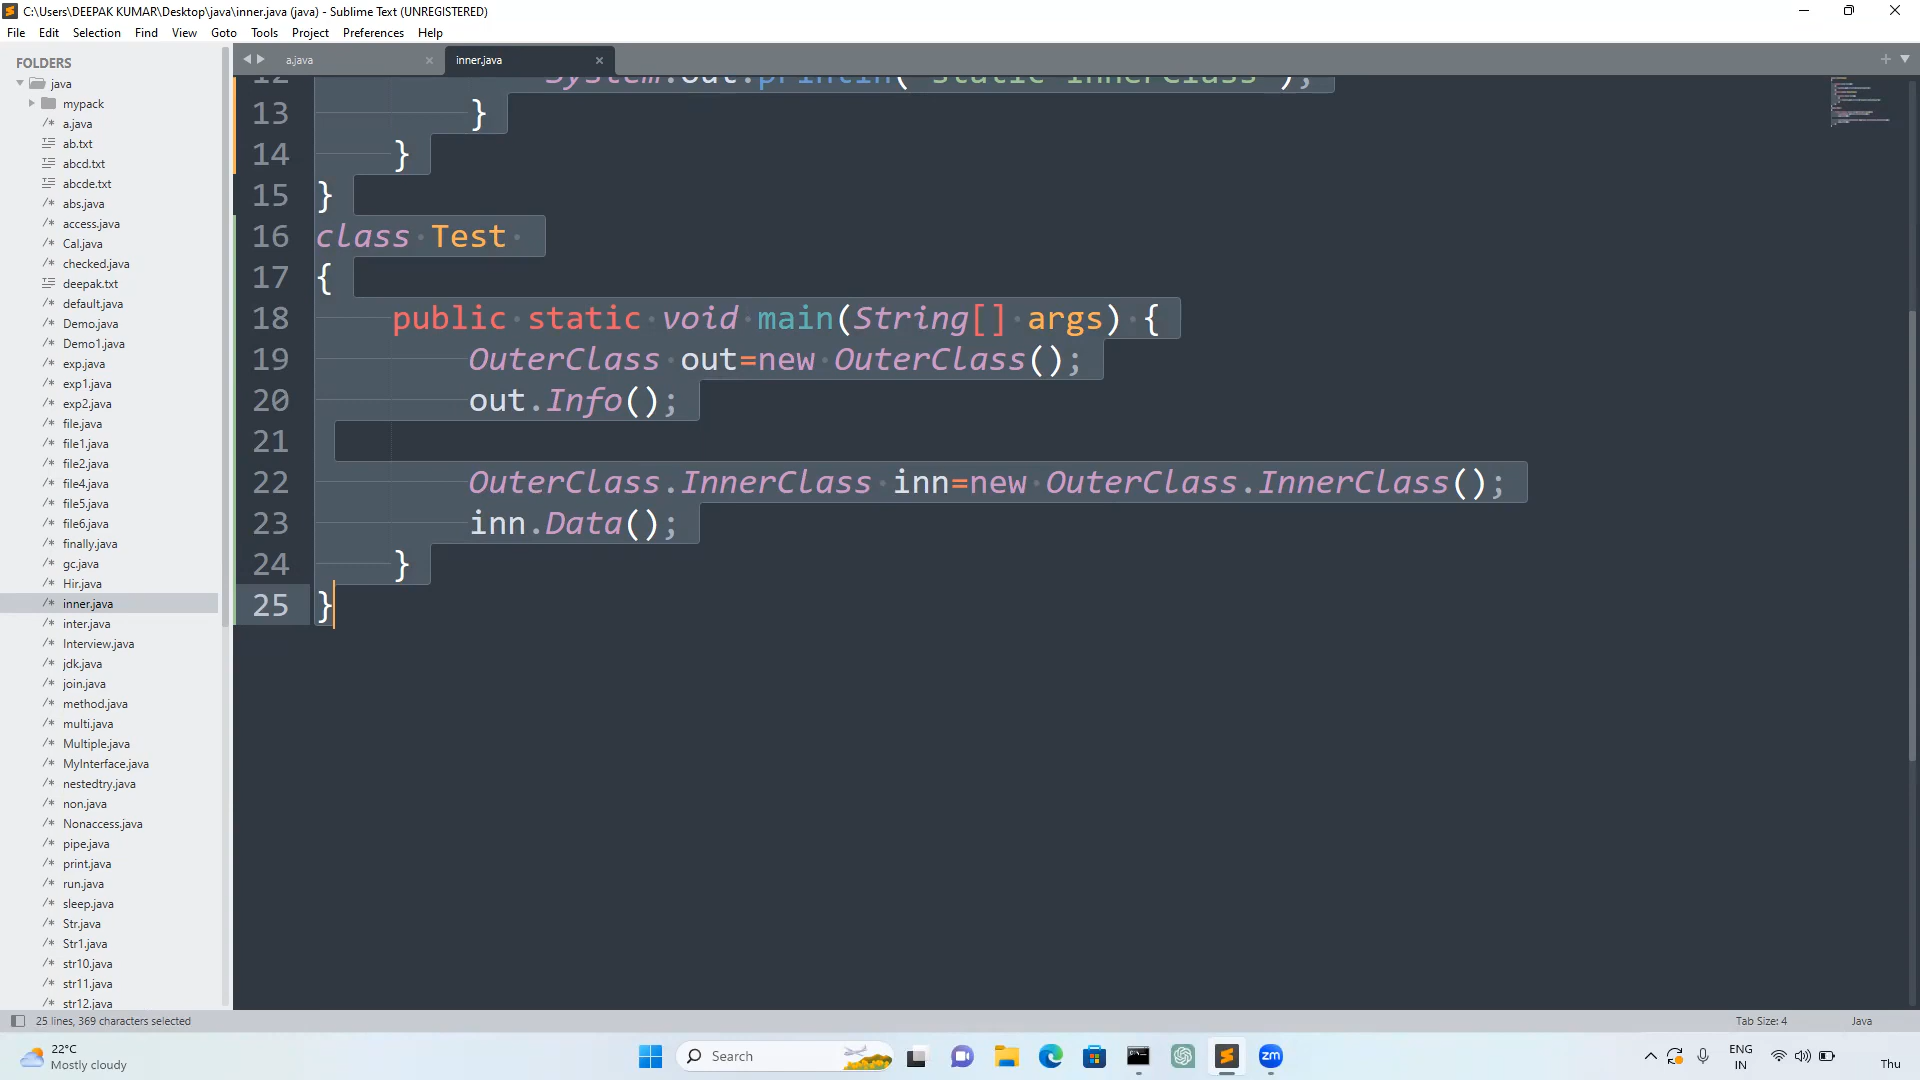 C:\Users\DEEPAK KUMAR\Desktop\java\inner.java (java) - Sublime Text (UNREGISTERED)
File Edit Selection Find View Goto Tools Project Preferences Help
FOLDERS
java
mypack
a.java
ab.txt
abcd.txt
abcde.txt
abs.java
access.java
Cal.java
checked.java
deepak.txt
default.java
Demo.java
Demo1.java
exp.java
exp1.java
exp2.java
file.java
file1.java
file2.java
file4.java
file5.java
file6.java
finally.java
gc.java
Hir.java
inner.java
inter.java
Interview.java
jdk.java
join.java
method.java
multi.java
Multiple.java
MyInterface.java
nestedtry.java
non.java
Nonaccess.java
pipe.java
print.java
run.java
sleep.java
Str.java
Str1.java
str10.java
str11.java
str12.java
a.java inner.java
12 System.out.println("static InnerClass");
13 }
14 }
15 }
16 class Test
17 {
18 public static void main(String[] args) {
19 OuterClass out=new OuterClass();
20 out.Info();
21
22 OuterClass.InnerClass inn=new OuterClass.InnerClass();
23 inn.Data();
24 }
25 }
25 lines, 369 characters selected Tab Size: 4 Java
22°C
Mostly cloudy
Search
zm
ENG
IN
Thu